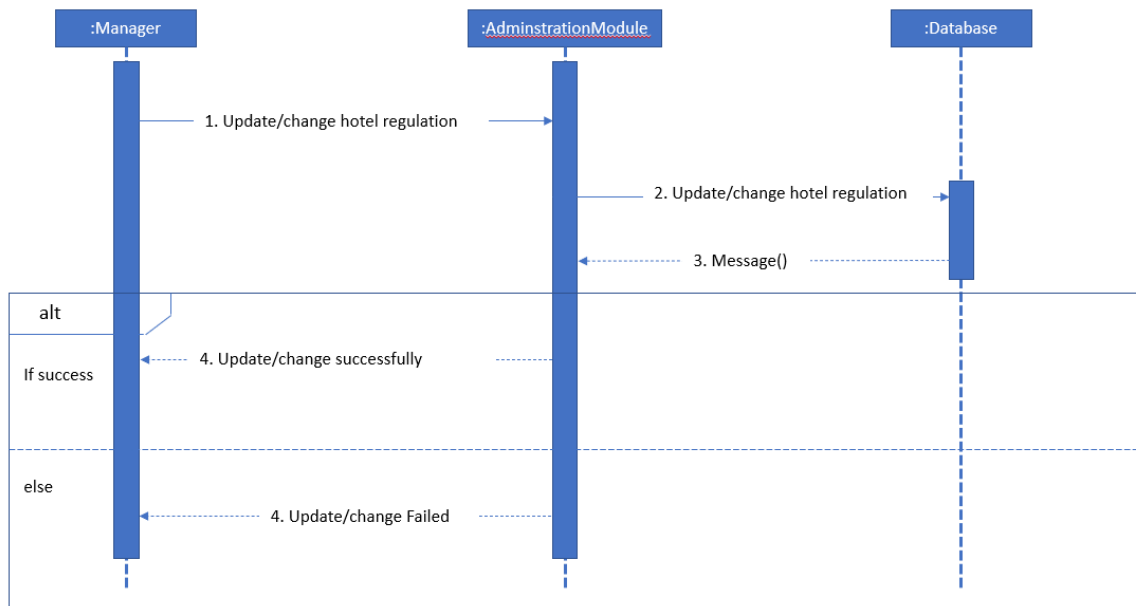 :Manager
:AdminstrationModule
:Database
1. Update/change hotel regulation
2. Update/change hotel regulation
3. Message()
alt
4. Update/change successfully
If success
else
4. Update/change Failed